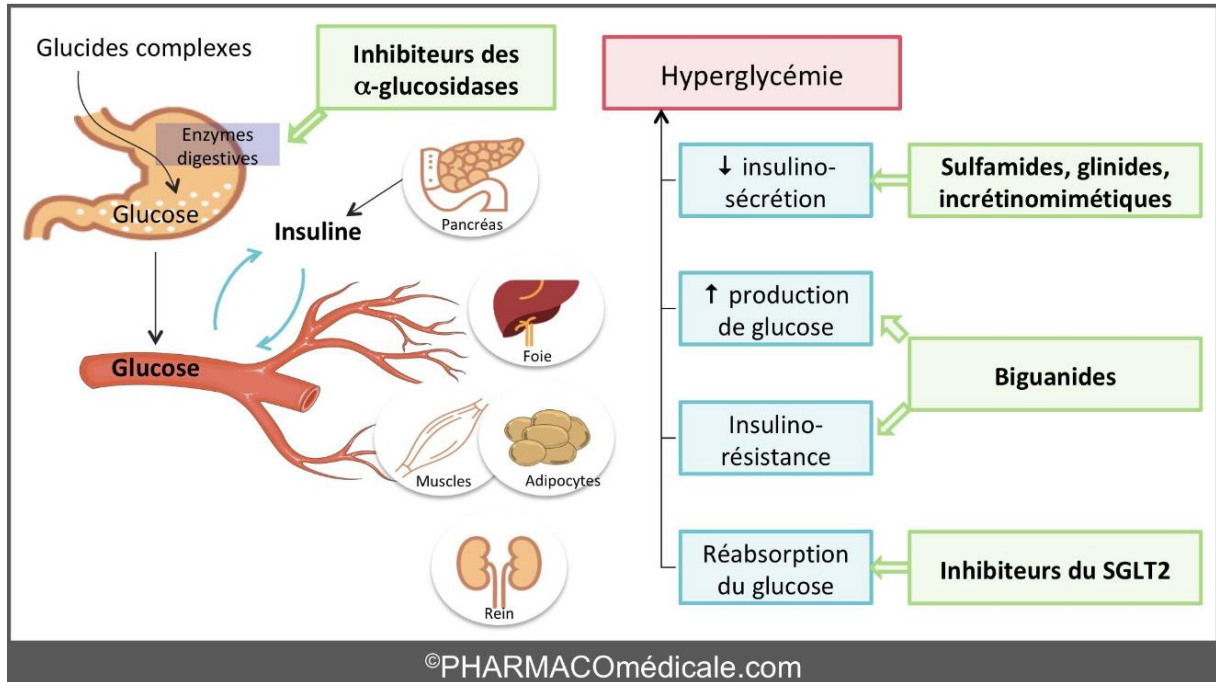 Glucides complexes
Inhibiteurs des
α-glucosidases
Enzymes
digestives
Glucose
Insuline
Pancréas
Glucose
Foie
Muscles
Adipocytes
Rein
Hyperglycémie
↓ insulino-
sécrétion
Sulfamides, glinides,
incrétinomimétiques
↑ production
de glucose
Biguanides
Insulino-
résistance
Réabsorption
du glucose
Inhibiteurs du SGLT2
©PHARMACOmédicale.com